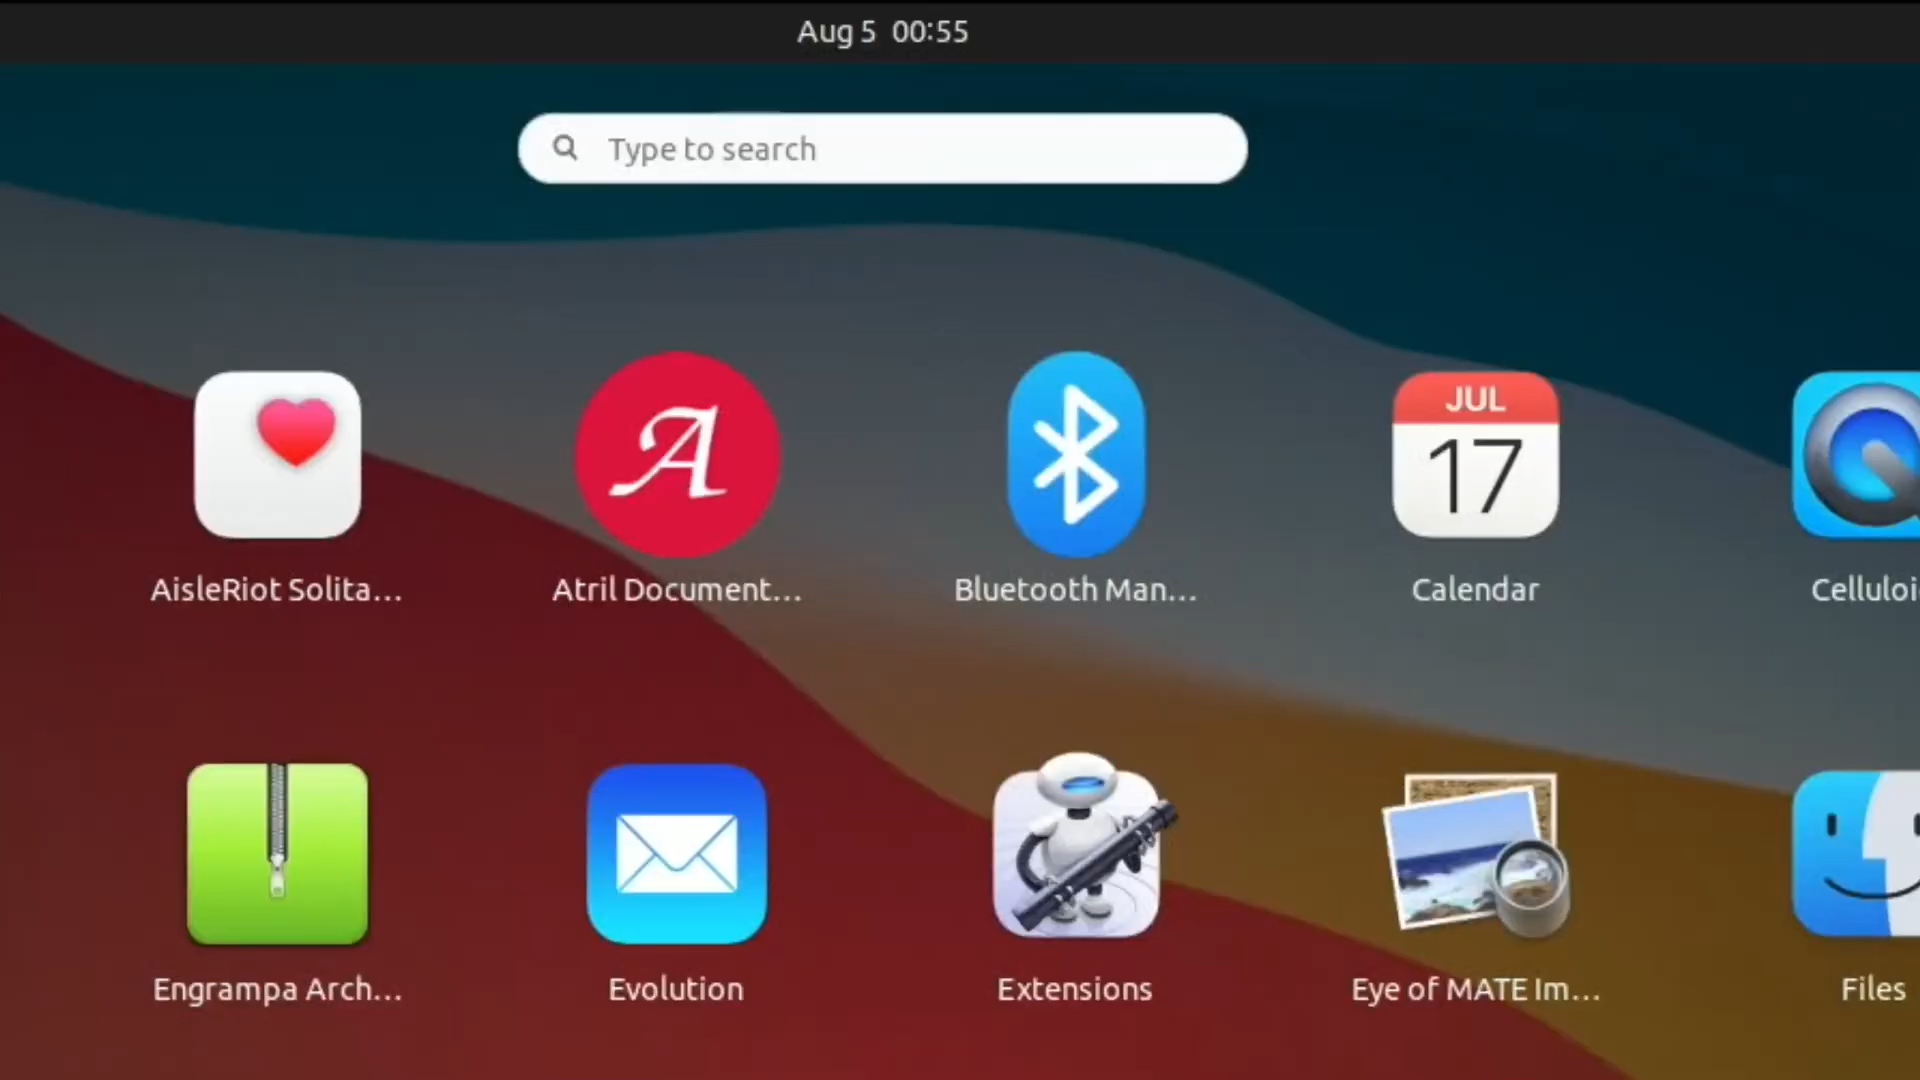 Aug 5 00:55
Type to search
JUL
17
A
AisleRiot Solita...
Atril Document...
Bluetooth Man...
Calendar
Celluloi
Engrampa Arch...
Evolution
Extensions
Eye of MATE Im...
Files